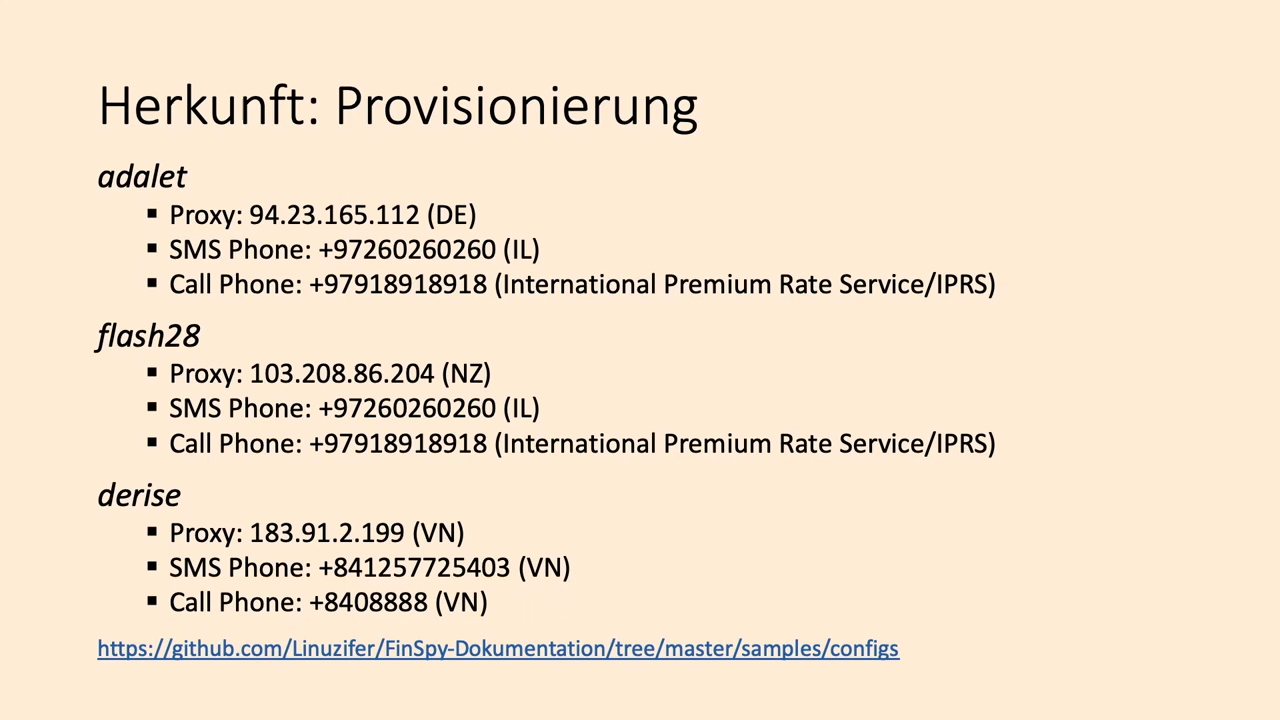 Herkunft: Provisionierung
adalet
▪ Proxy: 94.23.165.112 (DE)
▪ SMS Phone: +97260260260 (IL)
▪ Call Phone: +97918918918 (International Premium Rate Service/IPRS)
flash28
▪ Proxy: 103.208.86.204 (NZ)
▪ SMS Phone: +97260260260 (IL)
▪ Call Phone: +97918918918 (International Premium Rate Service/IPRS)
derise
▪ Proxy: 183.91.2.199 (VN)
▪ SMS Phone: +841257725403 (VN)
▪ Call Phone: +8408888 (VN)
https://github.com/Linuzifer/FinSpy-Dokumentation/tree/master/samples/configs